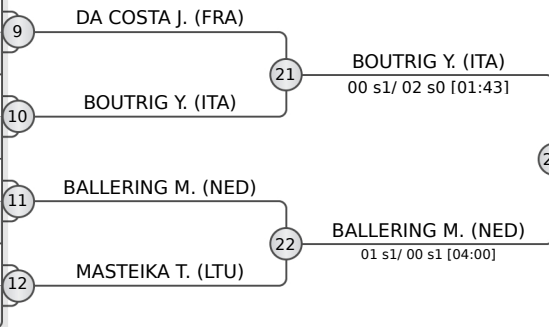 DA COSTA J. (FRA)
9
BOUTRIG Y. (ITA)
21
00 s1/ 02 s0 [01:43]
BOUTRIG Y. (ITA)
10
BALLERING M. (NED)
11
BALLERING M. (NED)
22
01 s1/ 00 s1 [04:00]
MASTEIKA T. (LTU)
12